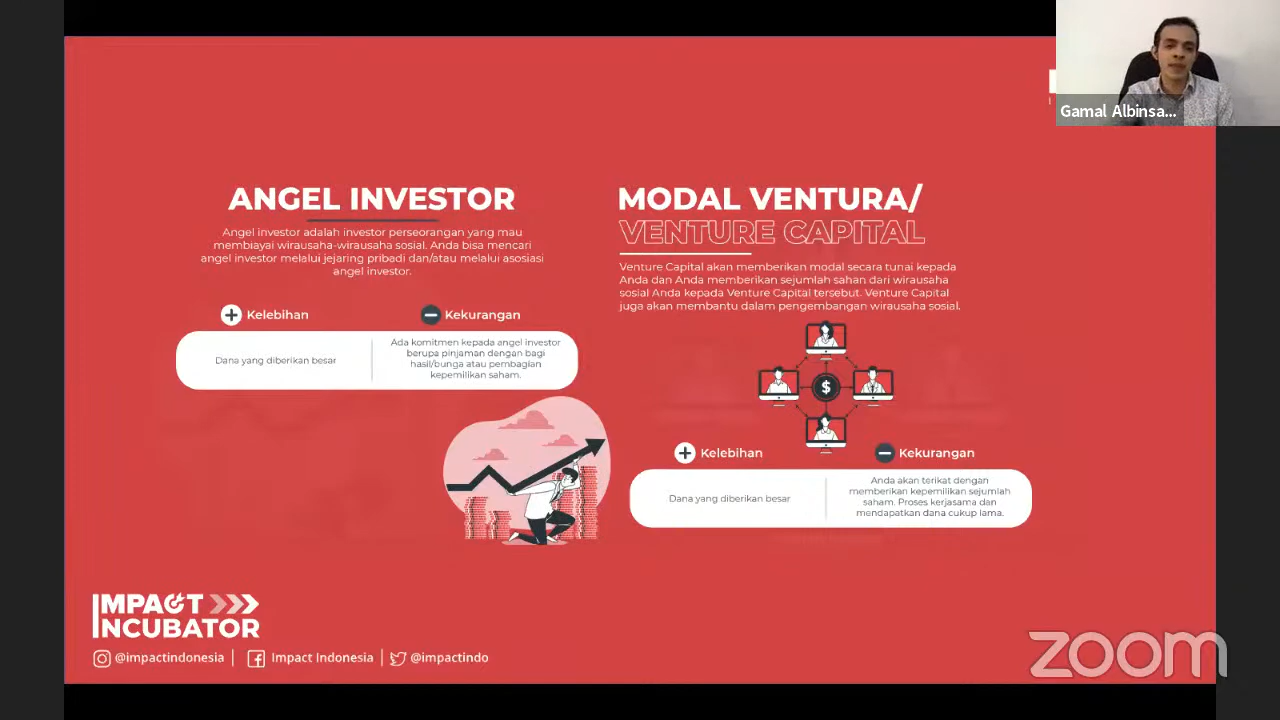 Gamal Albinsa...
ANGEL INVESTOR
Angel investor adalah investor perseorangan yang mau
membiayai wirausaha-wirausaha sosial. Anda bisa mencari
angel investor melalui jejaring pribadi dan/atau melalui asosiasi
angel investor.
Kelebihan
Kekurangan
Dana yang diberikan besar
Ada komitmen kepada angel investor
berupa pinjaman dengan bagi
hasil/bunga atau pembagian
kepemilikan saham.
MODAL VENTURA/
VENTURE CAPITAL
Venture Capital akan memberikan modal secara tunai kepada
Anda dan Anda memberikan sejumlah sahan dari wirausaha
sosial Anda kepada Venture Capital tersebut. Venture Capital
juga akan membantu dalam pengembangan wirausaha sosial.
$
Kelebihan
Kekurangan
Dana yang diberikan besar
Anda akan terikat dengan
memberikan kepemilikan sejumlah
saham. Proses kerjasama dan
mendapatkan dana cukup lama.
IMPACT
INCUBATOR
@impactindonesia | Impact Indonesia | @impactindo
zoom